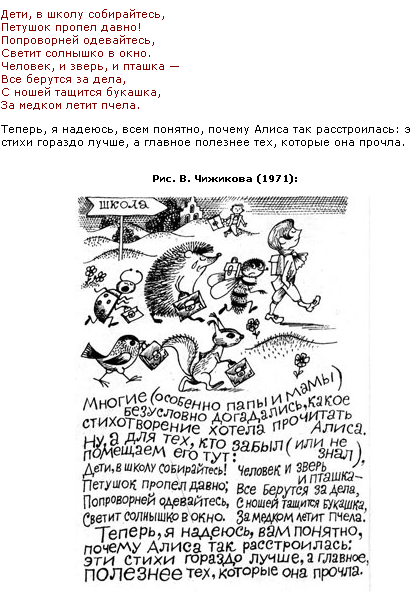 Дети, в школу собирайтесь,
Петушок пропел давно!
Попроворней одевайтесь,
Светит солнышко в окно.
Человек, и зверь, и пташка —
Все берутся за дела,
С ношей тащится букашка,
За медком летит пчела.
Теперь, я надеюсь, всем понятно, почему Алиса так расстроилась: э
стихи гораздо лучше, а главное полезнее тех, которые она прочла.
Рис. В. Чижикова (1971):
ШКОЛА
Многие (особенно папы и мамы)
безусловно догадались, какое
стихотворение хотела прочитать
Алиса.
Ну, а для тех, кто забыл (или не
знал),
помещаем его тут:
Дети, в школу собирайтесь!
Петушок пропел давно;
Попроворней одевайтесь,
Светит солнышко в окно.
Человек и зверь
и пташка—
Все берутся за дела,
С ношей тащится букашка,
За медком летит пчела.
Теперь, я надеюсь, вам понятно,
почему Алиса так расстроилась:
эти стихи гораздо лучше, а главное,
полезнее тех, которые она прочла.